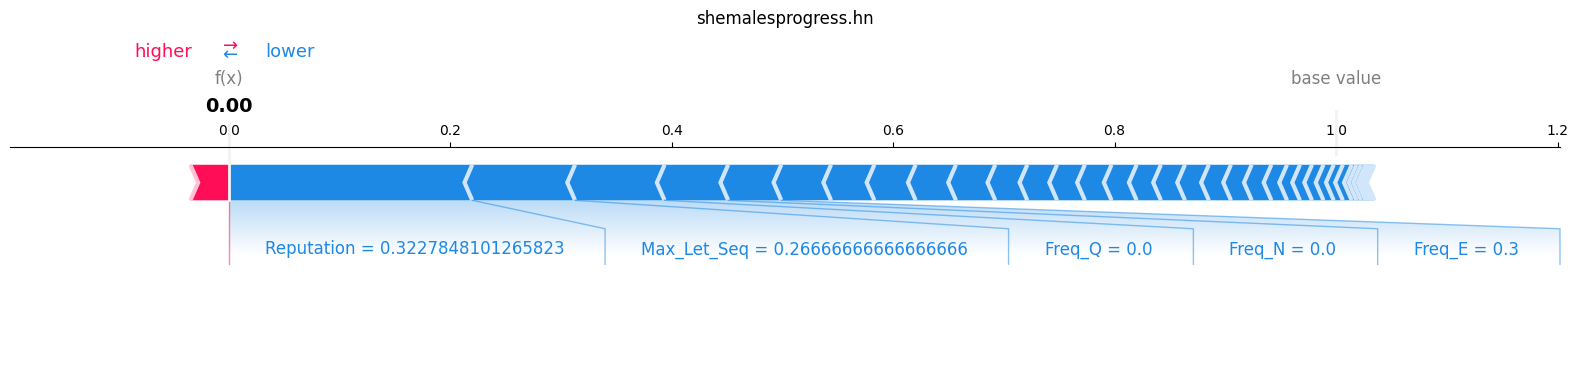 shemalesprogress.hn
higher → lower
←
f(x) base value
0.00
0.0 0.2 0.4 0.6 0.8 1.0 1.2
Reputation = 0.3227848101265823 Max_Let_Seq = 0.26666666666666666 Freq_Q = 0.0 Freq_N = 0.0 Freq_E = 0.3